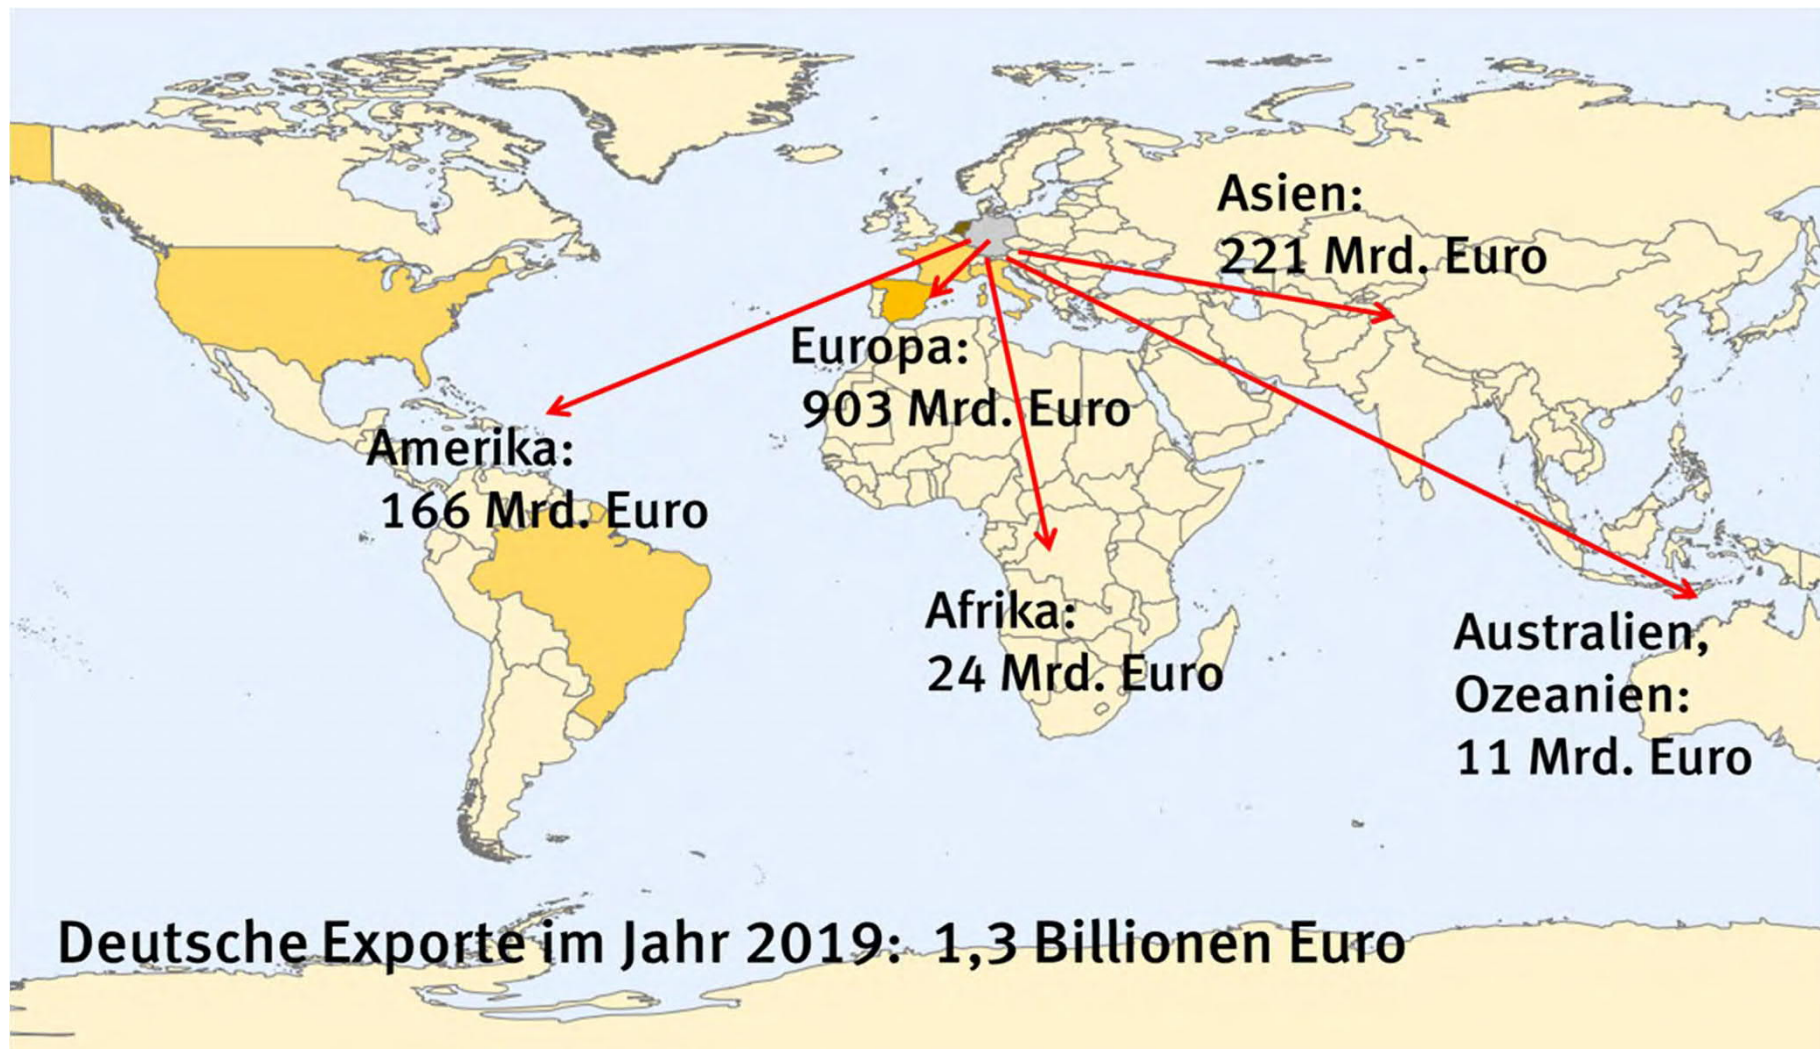 Asien:
221 Mrd. Euro
Europa:
903 Mrd. Euro
Amerika:
166 Mrd. Euro
Afrika:
24 Mrd. Euro
Australien,
Ozeanien:
11 Mrd. Euro
Deutsche Exporte im Jahr 2019: 1,3 Billionen Euro